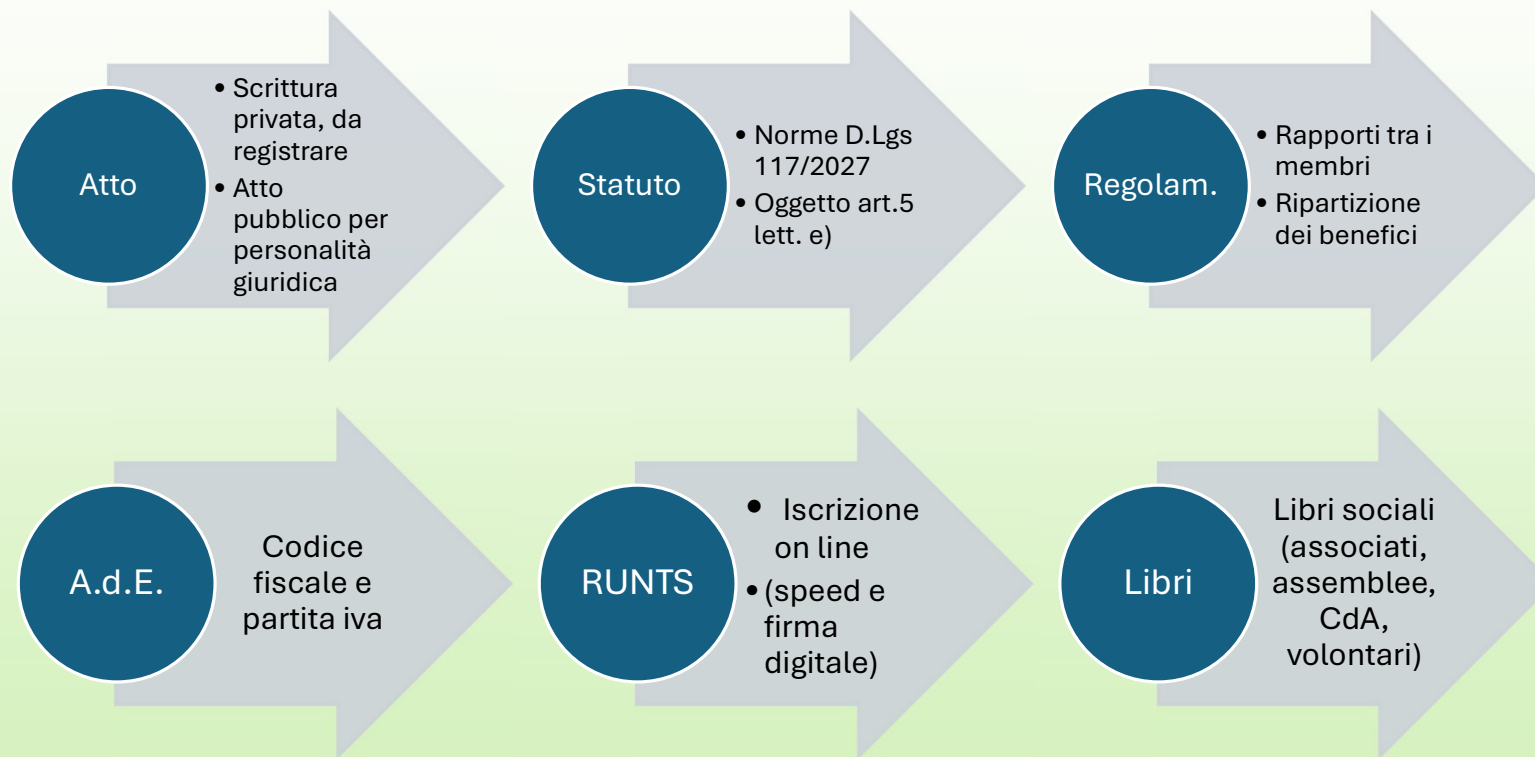 Atto
• Scrittura
privata, da
registrare
• Atto
pubblico per
personalità
giuridica
Statuto
• Norme D.Lgs
117/2027
• Oggetto art.5
lett. e)
Regolam.
• Rapporti tra i
membri
• Ripartizione
dei benefici
A.d.E.
Codice
fiscale e
partita iva
RUNTS
• Iscrizione
on line
• (speed e
firma
digitale)
Libri
Libri sociali
(associati,
assemblee,
CdA,
volontari)